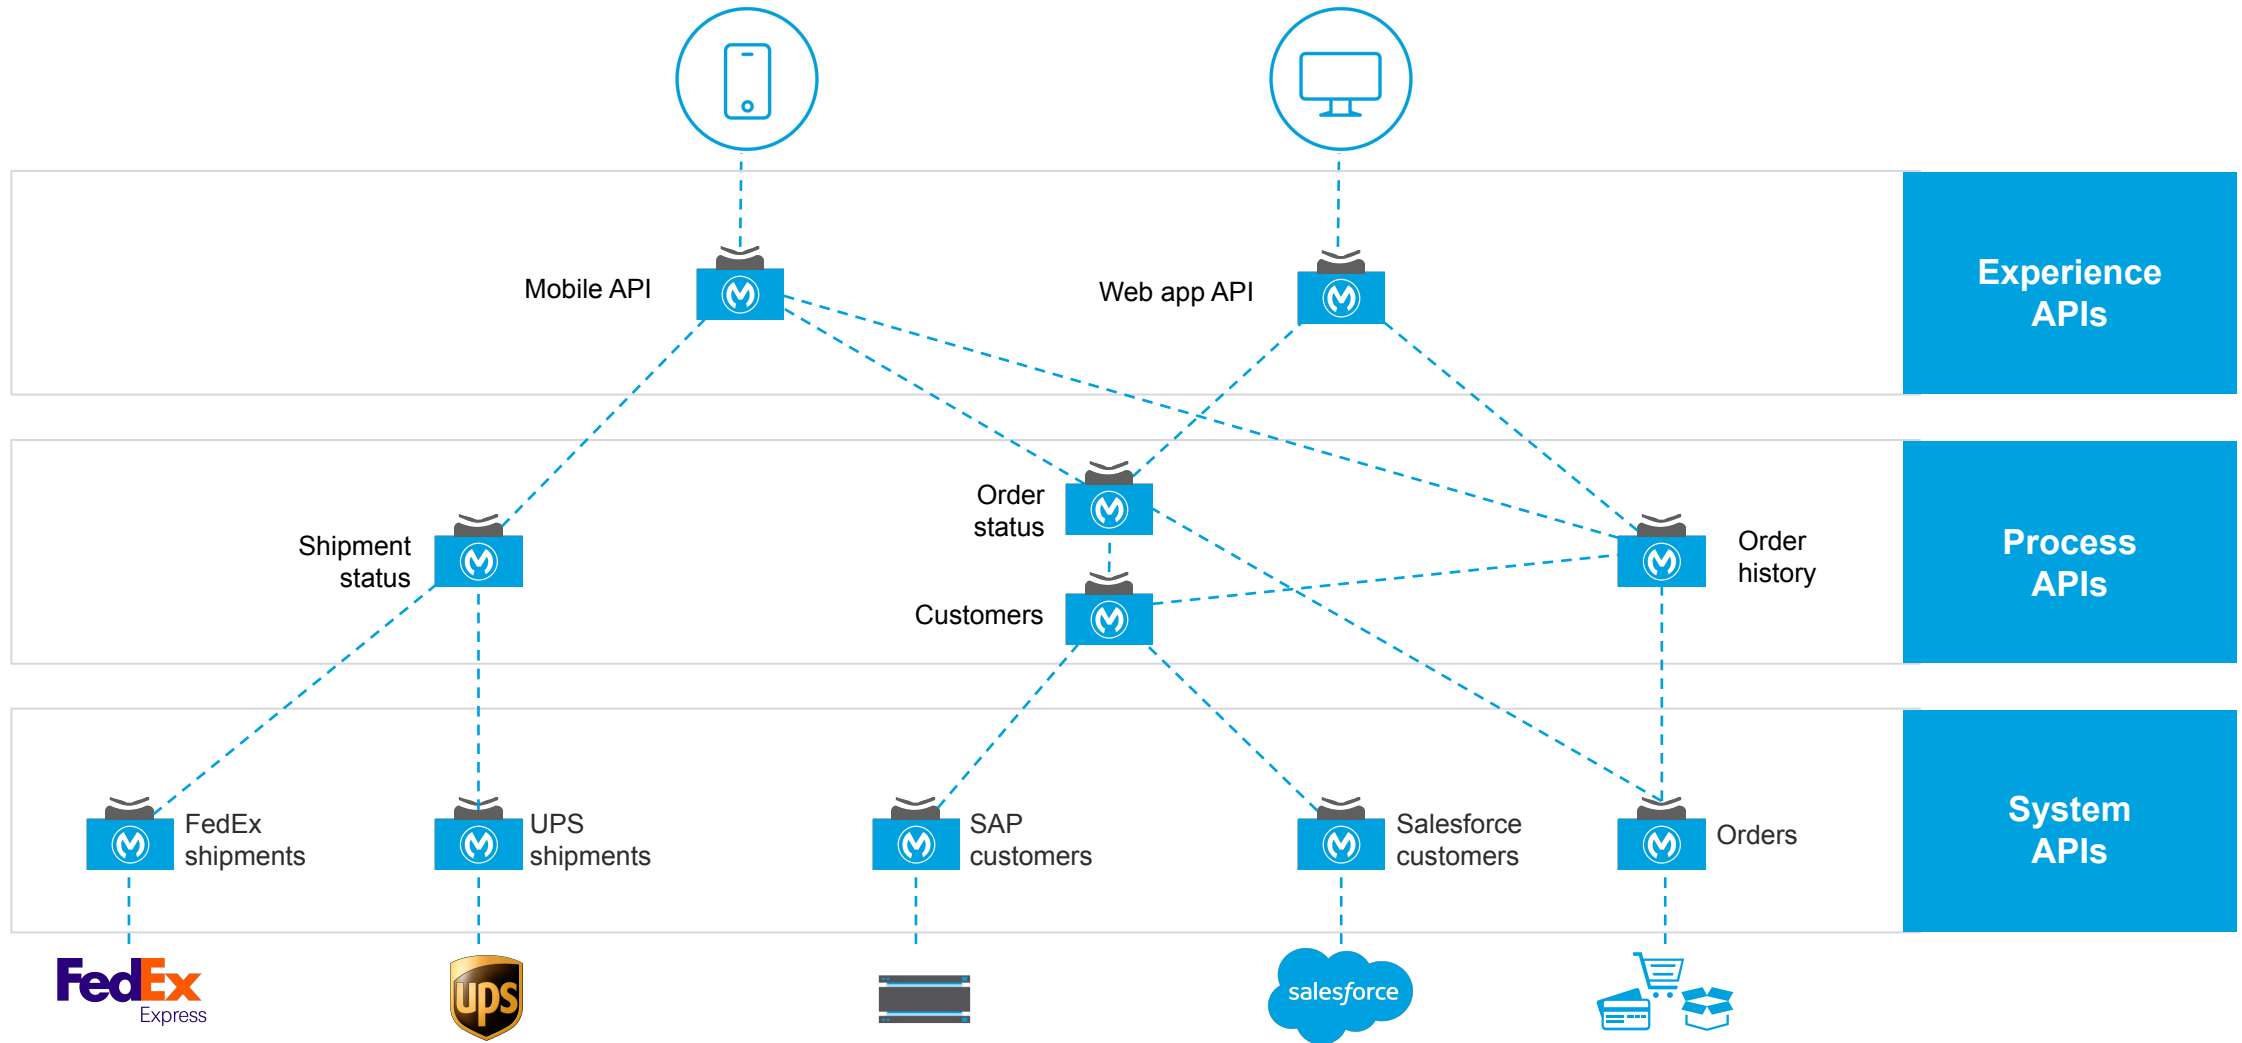 Mobile API
Web app API
Experience
APIs
Order
status
Shipment
status
Order
history
Customers
Process
APIs
FedEx
shipments
UPS
shipments
SAP
customers
Salesforce
customers
Orders
System
APIs
FedEx
Express
ups
salesforce